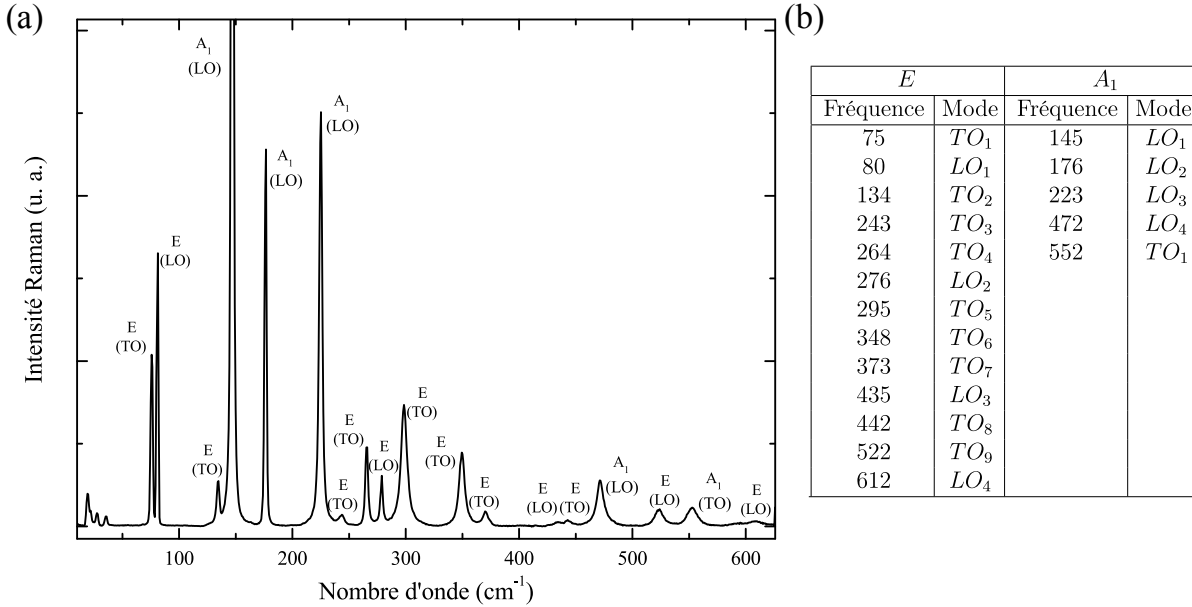 (a)
Intensité Raman (u. a.)
A1
(LO)
E
(LO)
E
(TO)
E
(TO)
A1
(LO)
A1
(LO)
E
(TO)
E
(TO)
E
(LO)
E
(TO)
E
(TO)
E
(TO)
E
(LO)
E
(TO)
A1
(LO)
E
(LO)
A1
(TO)
E
(LO)
100 200 300 400 500 600
Nombre d'onde (cm-1)
(b)
E A1
Fréquence Mode Fréquence Mode
75 TO1 145 LO1
80 LO1 176 LO2
134 TO2 223 LO3
243 TO3 472 LO4
264 TO4 552 TO1
276 LO2
295 TO5
348 TO6
373 TO7
435 LO3
442 TO8
522 TO9
612 LO4